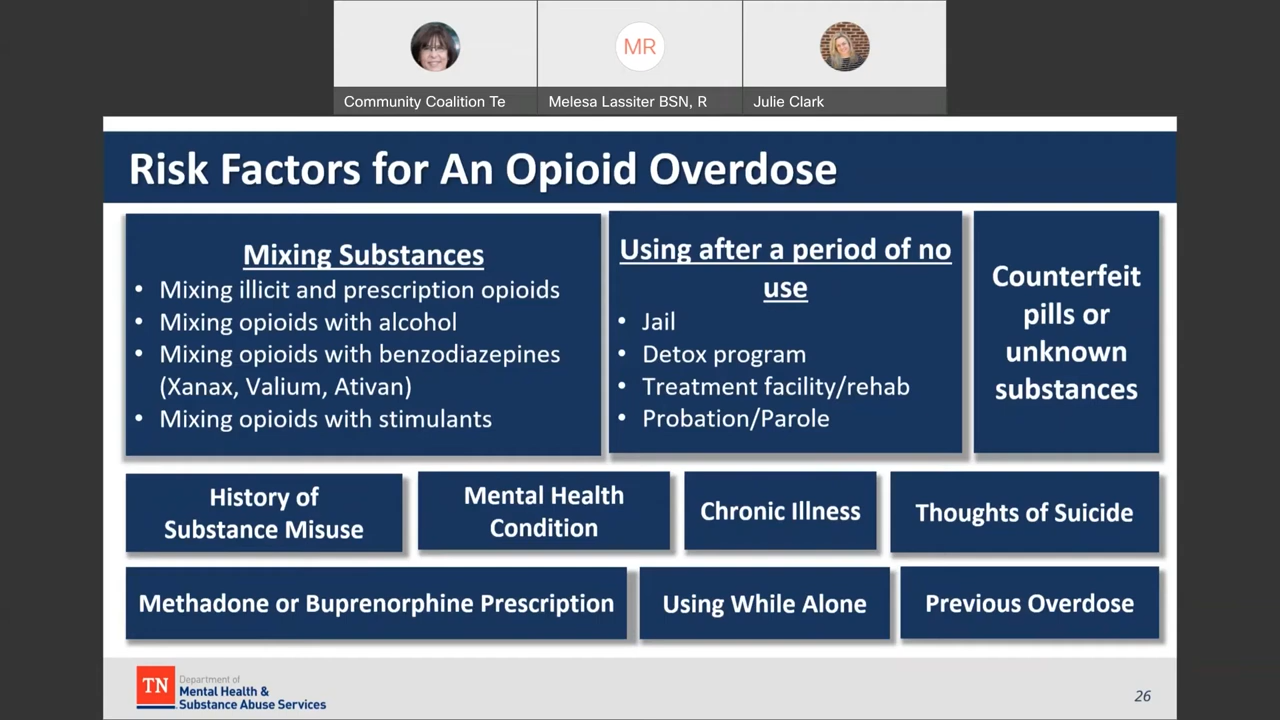 MR
Community Coalition Te
Melesa Lassiter BSN, R
Julie Clark
Risk Factors for An Opioid Overdose
Mixing Substances
• Mixing illicit and prescription opioids
• Mixing opioids with alcohol
• Mixing opioids with benzodiazepines
(Xanax, Valium, Ativan)
• Mixing opioids with stimulants
Using after a period of no
use
• Jail
• Detox program
• Treatment facility/rehab
• Probation/Parole
Counterfeit
pills or
unknown
substances
History of
Substance Misuse
Mental Health
Condition
Chronic Illness
Thoughts of Suicide
Methadone or Buprenorphine Prescription
Using While Alone
Previous Overdose
TN
Department of
Mental Health &
Substance Abuse Services
26